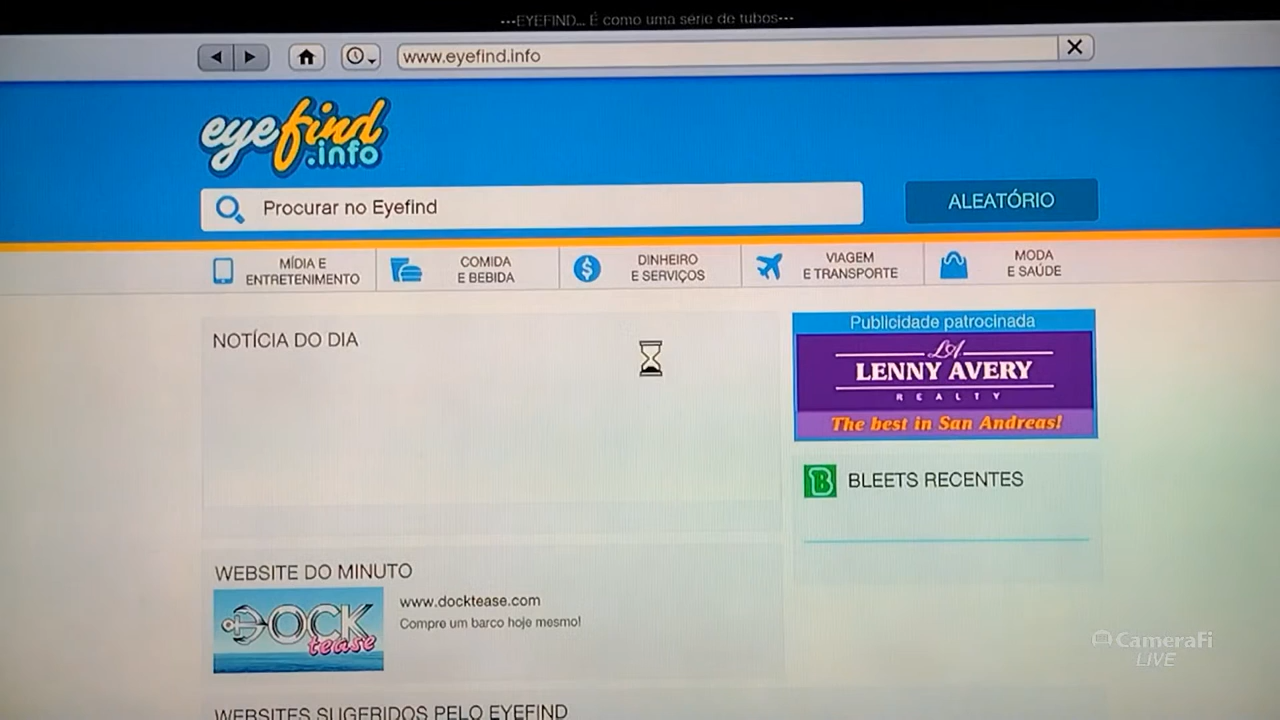 ---EYEFIND... É como uma série de tubos---
www.eyefind.info
eyefind
.info
Procurar no Eyefind
ALEATÓRIO
MÍDIA E
ENTRETENIMENTO
COMIDA
E BEBIDA
DINHEIRO
E SERVIÇOS
VIAGEM
E TRANSPORTE
MODA
E SAÚDE
NOTÍCIA DO DIA
Publicidade patrocinada
L.A.
LENNY AVERY
REALTY
The best in San Andreas!
B BLEETS RECENTES
WEBSITE DO MINUTO
DOCK
tease
www.docktease.com
Compre um barco hoje mesmo!
CameraFi
LIVE
WEBSITES SUGERIDOS PELO EYEFIND